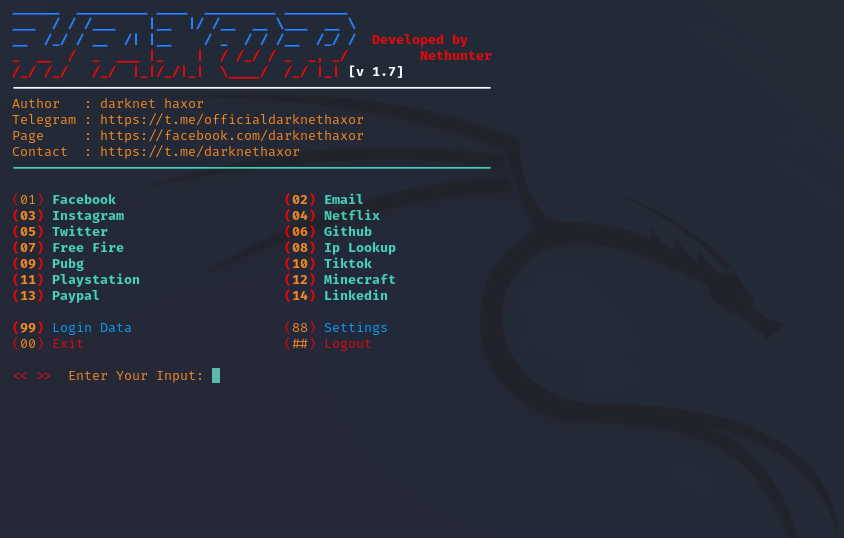 Developed by
Nethunter
[v 1.7]
Author : darknet haxor
Telegram : https://t.me/officialdarknethaxor
Page : https://facebook.com/darknethaxor
Contact : https://t.me/darknethaxor
(01) Facebook (02) Email
(03) Instagram (04) Netflix
(05) Twitter (06) Github
(07) Free Fire (08) Ip Lookup
(09) Pubg (10) Tiktok
(11) Playstation (12) Minecraft
(13) Paypal (14) Linkedin
(99) Login Data (88) Settings
(00) Exit (##) Logout
<< >> Enter Your Input: